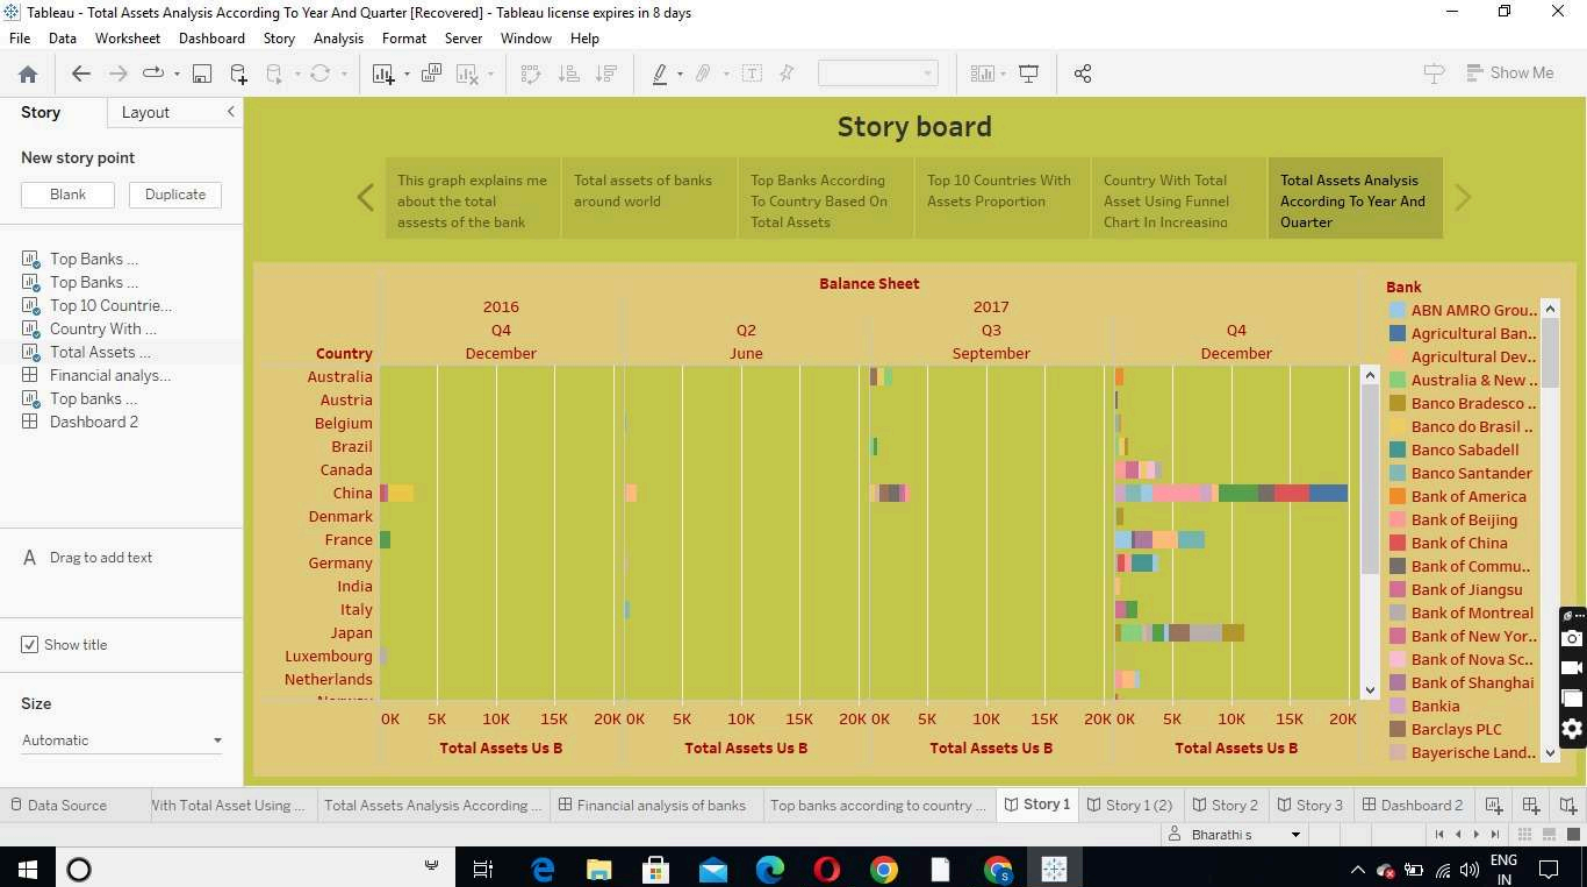 Tableau - Total Assets Analysis According To Year And Quarter [Recovered] - Tableau license expires in 8 days
File Data Worksheet Dashboard Story Analysis Format Server Window Help
Show Me
Story Layout
New story point
Blank Duplicate
Top Banks ...
Top Banks ...
Top 10 Countrie...
Country With ...
Total Assets ...
Financial analys...
Top banks ...
Dashboard 2
A Drag to add text
Show title
Size
Automatic
Story board
This graph explains me
about the total
assests of the bank
Total assets of banks
around world
Top Banks According
To Country Based On
Total Assets
Top 10 Countries With
Assets Proportion
Country With Total
Asset Using Funnel
Chart In Increasing
Total Assets Analysis
According To Year And
Quarter
Balance Sheet
2016 2017
Q4 Q2 Q3 Q4
Country December June September December
Australia
Austria
Belgium
Brazil
Canada
China
Denmark
France
Germany
India
Italy
Japan
Luxembourg
Netherlands
Norway
0K 5K 10K 15K 20K 0K 5K 10K 15K 20K 0K 5K 10K 15K 20K 0K 5K 10K 15K 20K
Total Assets Us B Total Assets Us B Total Assets Us B Total Assets Us B
Bank
ABN AMRO Grou..
Agricultural Ban..
Agricultural Dev..
Australia & New ..
Banco Bradesco ..
Banco do Brasil ..
Banco Sabadell
Banco Santander
Bank of America
Bank of Beijing
Bank of China
Bank of Commu..
Bank of Jiangsu
Bank of Montreal
Bank of New Yor..
Bank of Nova Sc..
Bank of Shanghai
Bankia
Barclays PLC
Bayerische Land..
Data Source With Total Asset Using ... Total Assets Analysis According ... Financial analysis of banks Top banks according to country ... Story 1 Story 1 (2) Story 2 Story 3 Dashboard 2
Bharathi s
ENG
IN